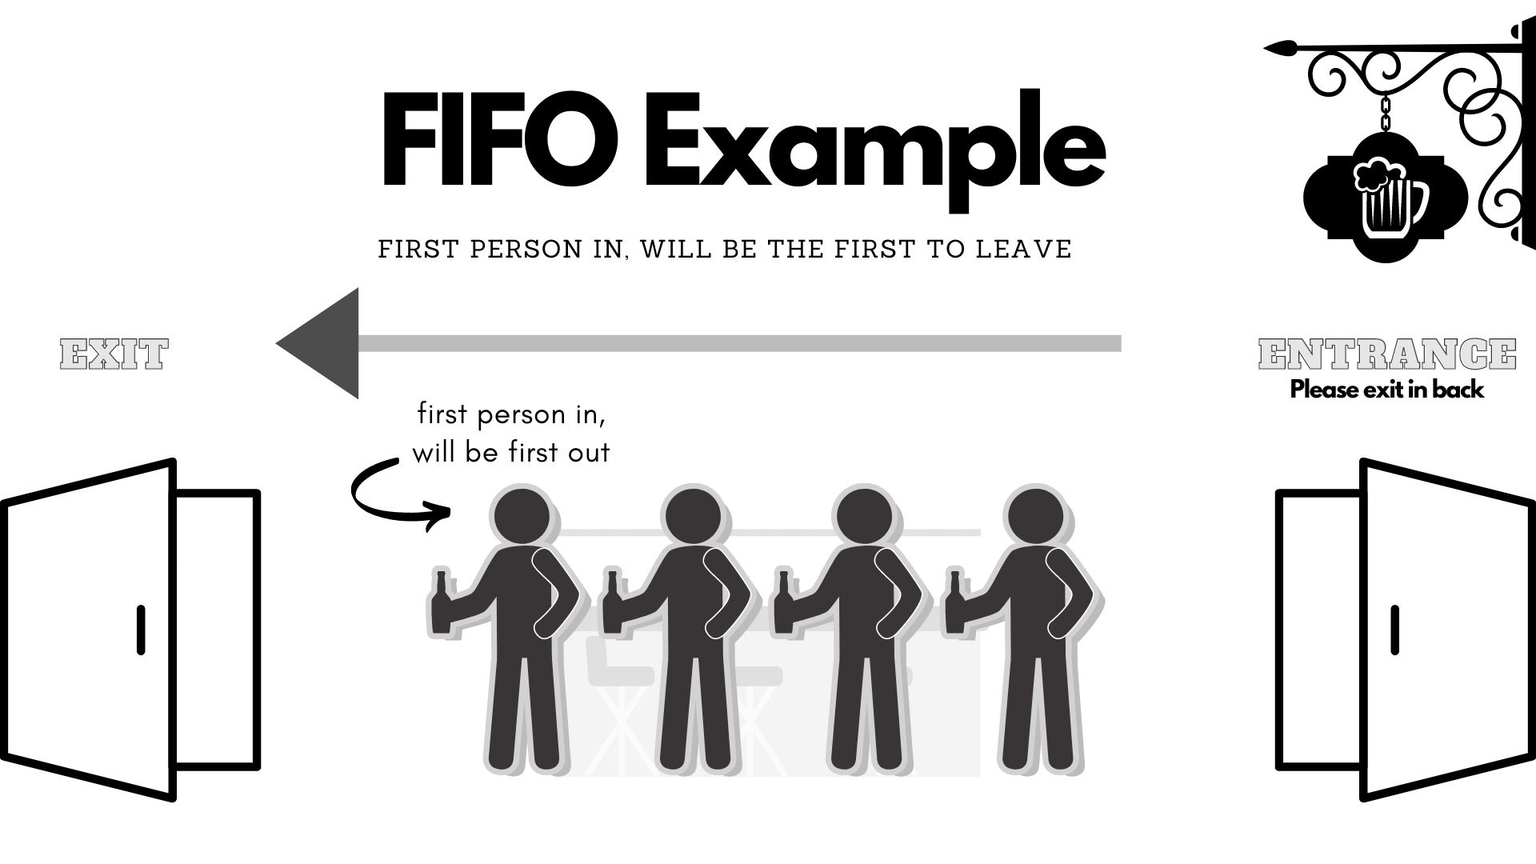 FIFO Example
FIRST PERSON IN, WILL BE THE FIRST TO LEAVE
EXIT
ENTRANCE
Please exit in back
first person in,
will be first out